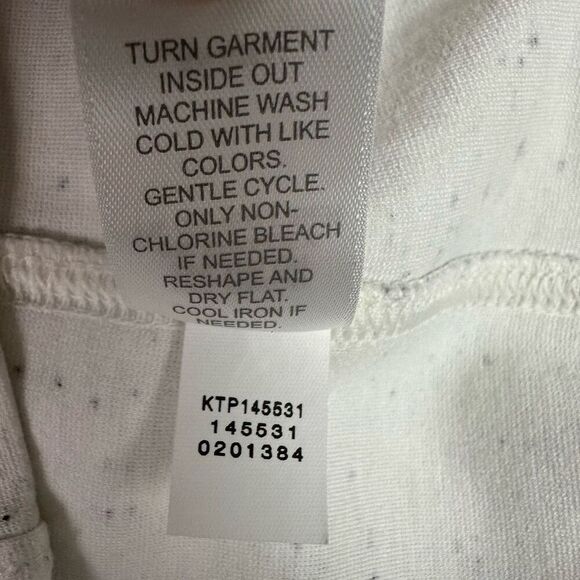 TURN GARMENT
INSIDE OUT
MACHINE WASH
COLD WITH LIKE
COLORS.
GENTLE CYCLE.
ONLY NON-
CHLORINE BLEACH
IF NEEDED.
RESHAPE AND
DRY FLAT.
COOL IRON IF
NEEDED.
KTP145531
145531
0201384